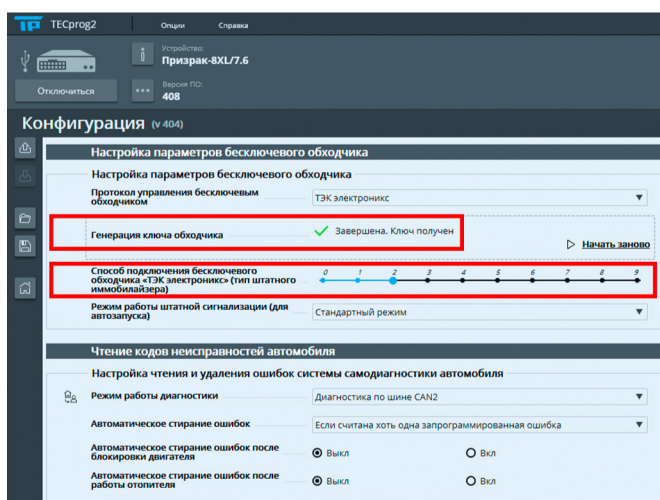 TECprog2 Опции Справка
Устройство:
Призрак-8XL/7.6
Отключиться
Версия ПО:
408
Конфигурация (v 404)
Настройка параметров бесключевого обходчика
Настройка параметров бесключевого обходчика
Протокол управления бесключевым
обходчиком
ТЭК электроникс
Генерация ключа обходчика
Завершена. Ключ получен
Начать заново
Способ подключения бесключевого
обходчика «ТЭК электроникс» (тип штатного
иммобилайзера)
0 1 2 3 4 5 6 7 8 9
Режим работы штатной сигнализации (для
автозапуска)
Стандартный режим
Чтение кодов неисправностей автомобиля
Настройка чтения и удаления ошибок системы самодиагностики автомобиля
Режим работы диагностики
Диагностика по шине CAN2
Автоматическое стирание ошибок
Если считана хоть одна запрограммированная ошибка
Автоматическое стирание ошибок после
блокировки двигателя
Выкл Вкл
Автоматическое стирание ошибок после
работы отопителя
Выкл Вкл